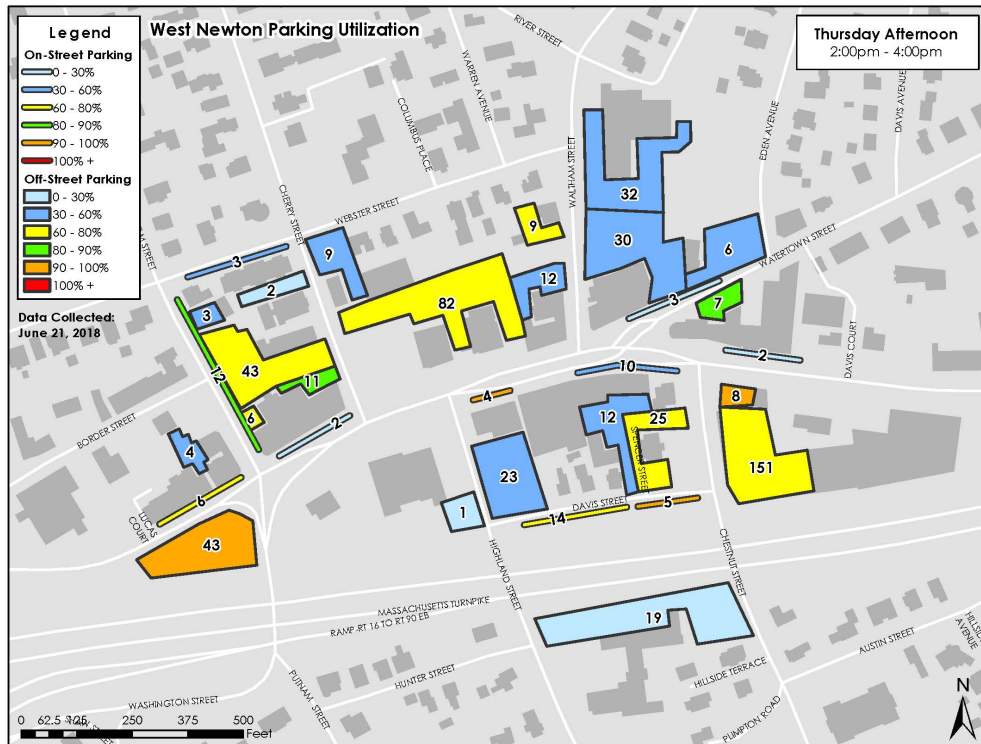 West Newton Parking Utilization
Legend
On-Street Parking
0 - 30%
30 - 60%
60 - 80%
80 - 90%
90 - 100%
100% +
Off-Street Parking
0 - 30%
30 - 60%
60 - 80%
80 - 90%
90 - 100%
100% +
Data Collected:
June 21, 2018
Thursday Afternoon
2:00pm - 4:00pm
RIVER STREET
WARREN AVENUE
COLUMBUS PLACE
WALTHAM STREET
EDEN AVENUE
DAVIS AVENUE
CHERRY STREET
WEBSTER STREET
WATERTOWN STREET
STREET
DAVIS COURT
BORDER STREET
LUCAS
COURT
SPENCER STREET
DAVIS STREET
HIGHLAND STREET
CHESTNUT STREET
MASSACHUSETTS TURNPIKE
RAMP-RT 16 TO RT 90 EB
HUNTER STREET
HILLSIDE TERRACE
AUSTIN STREET
HILLSIDE
AVENUE
PUTNAM STREET
WASHINGTON STREET
STREET
PLIMPTON ROAD
32
30
6
9
12
82
9
3
2
3
43
11
12
6
2
4
6
43
3
7
2
10
4
12
25
8
151
23
1
14
5
19
0 62.5 125 250 375 500
Feet
N